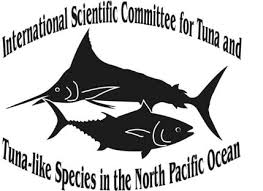 International Scientific Committee for Tuna and
Tuna-like Species in the North Pacific Ocean